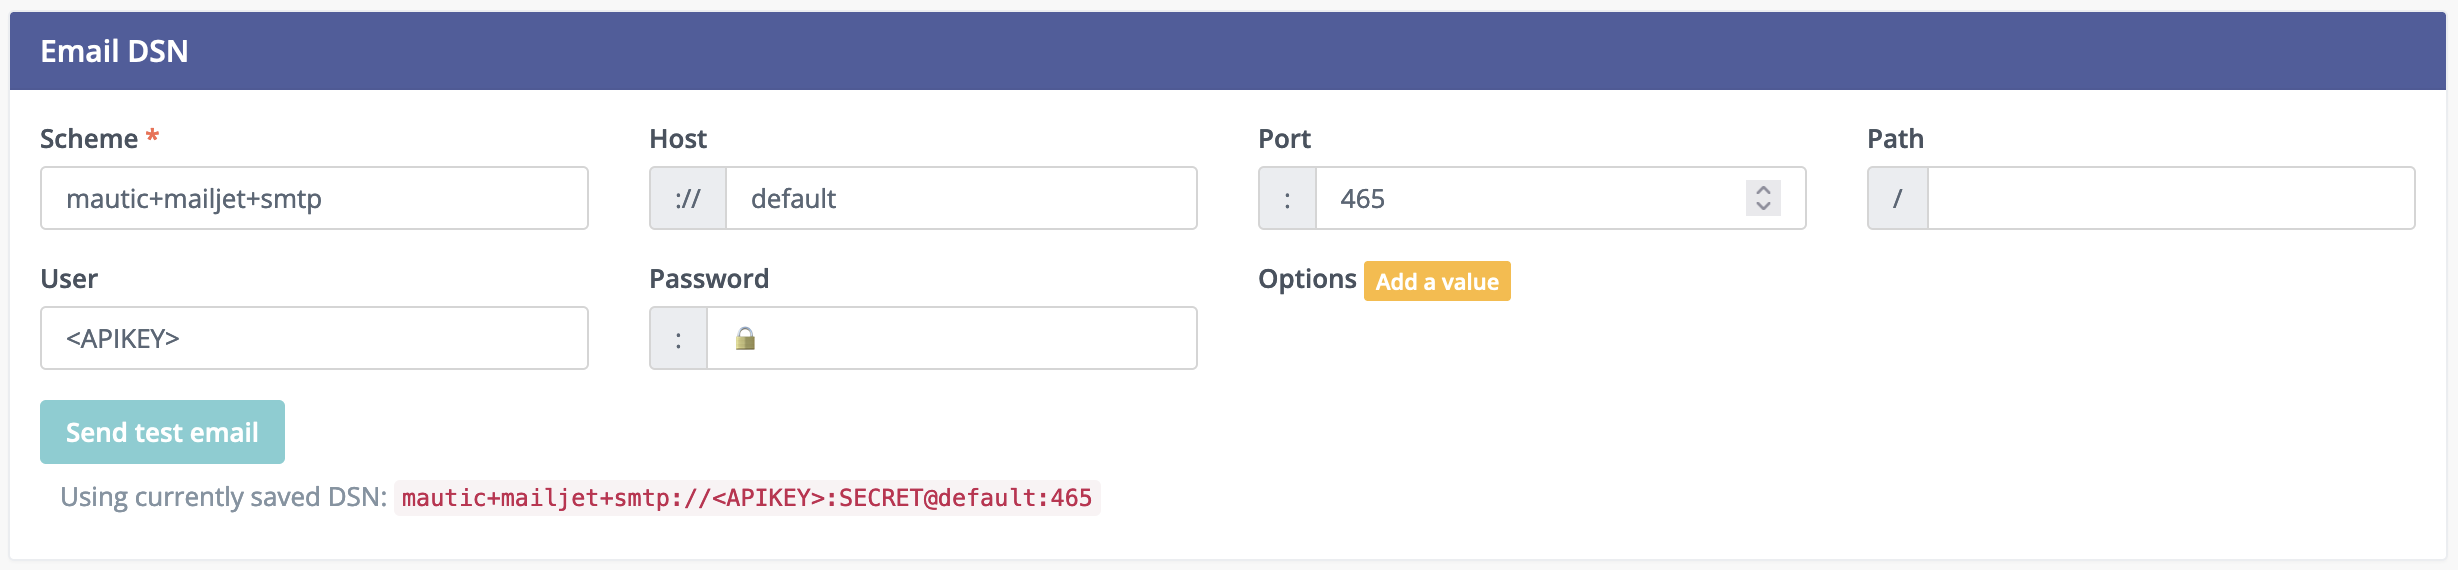 Email DSN
Scheme * Host Port Path
mautic+mailjet+smtp :// default : 465 /
User Password Options Add a value
<APIKEY> :
Send test email
Using currently saved DSN: mautic+mailjet+smtp://<APIKEY>:SECRET@default:465